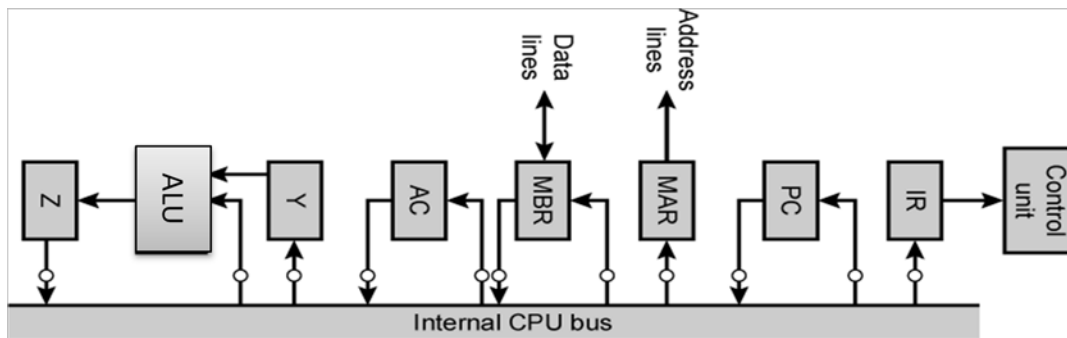 Data
lines
Address
lines
Z
ALU
Y
AC
MBR
MAR
PC
IR
Control
unit
Internal CPU bus